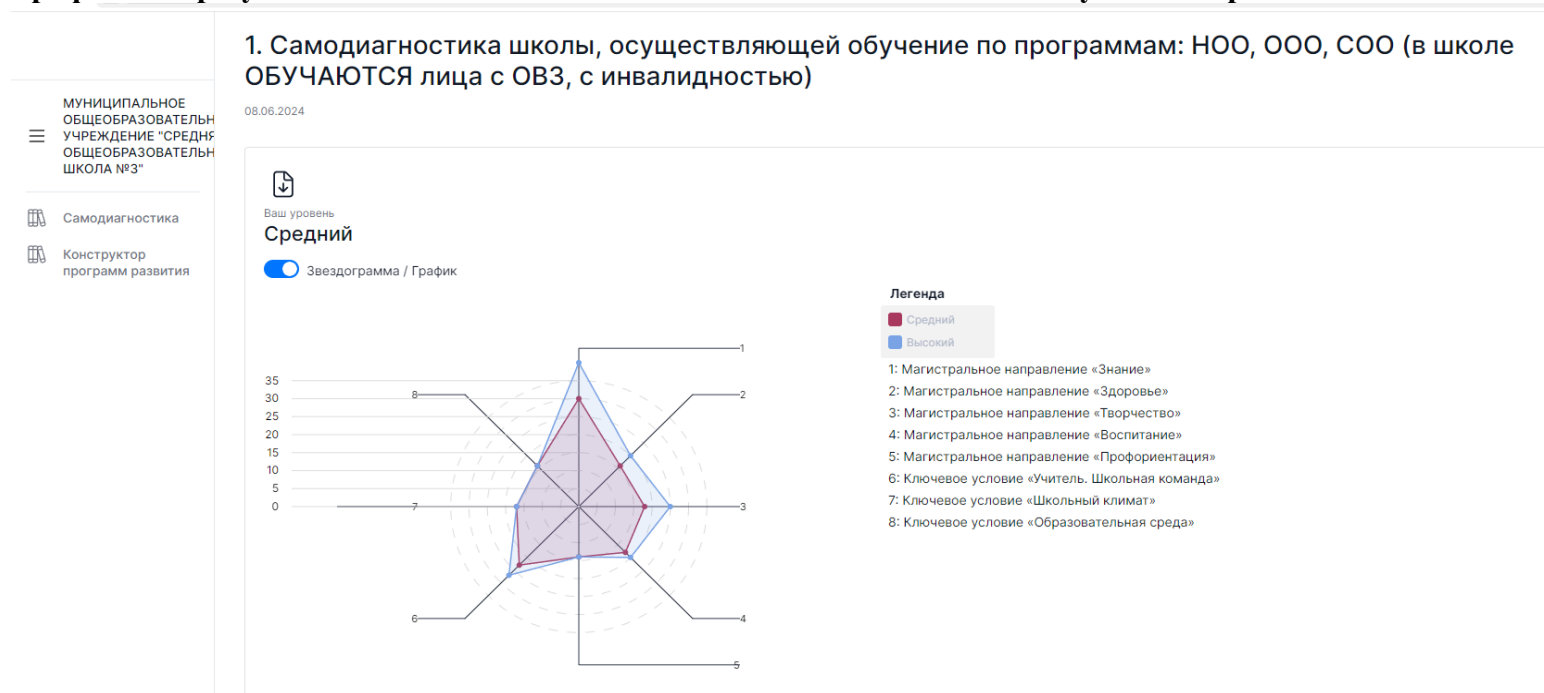 1. Самодиагностика школы, осуществляющей обучение по программам: НОО, ООО, СОО (в школе
ОБУЧАЮТСЯ лица с ОВЗ, с инвалидностью)
08.06.2024
МУНИЦИПАЛЬНОЕ
ОБЩЕОБРАЗОВАТЕЛЬН
УЧРЕЖДЕНИЕ "СРЕДНЯ
ОБЩЕОБРАЗОВАТЕЛЬН
ШКОЛА №3"
Самодиагностика
Конструктор
программ развития
Ваш уровень
Средний
Звездограмма / График
35
30
25
20
15
10
5
0
1
2
3
4
5
6
7
8
Легенда
Средний
Высокий
1: Магистральное направление «Знание»
2: Магистральное направление «Здоровье»
3: Магистральное направление «Творчество»
4: Магистральное направление «Воспитание»
5: Магистральное направление «Профориентация»
6: Ключевое условие «Учитель. Школьная команда»
7: Ключевое условие «Школьный климат»
8: Ключевое условие «Образовательная среда»